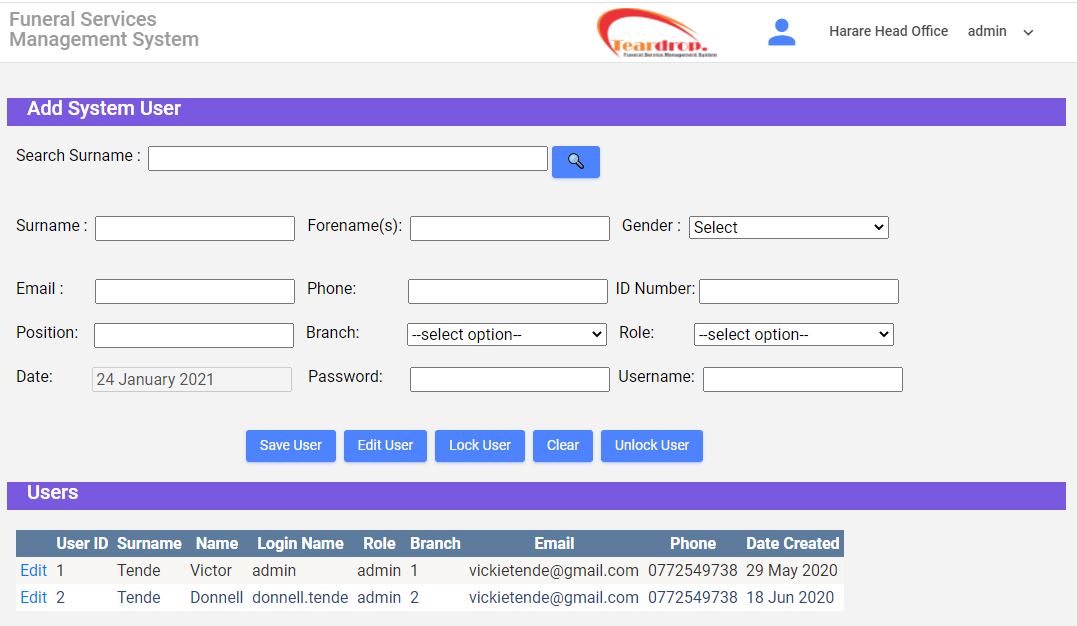 Funeral Services
Management System
Teardrop.
Funeral Service Management System
Harare Head Office admin
Add System User
Search Surname :
Surname : Forename(s): Gender : Select
Email : Phone: ID Number:
Position: Branch: --select option-- Role: --select option--
Date: 24 January 2021 Password: Username:
Save User Edit User Lock User Clear Unlock User
Users
User ID Surname Name Login Name Role Branch Email Phone Date Created
Edit 1 Tende Victor admin admin 1 vickietende@gmail.com 0772549738 29 May 2020
Edit 2 Tende Donnell donnell.tende admin 2 vickietende@gmail.com 0772549738 18 Jun 2020